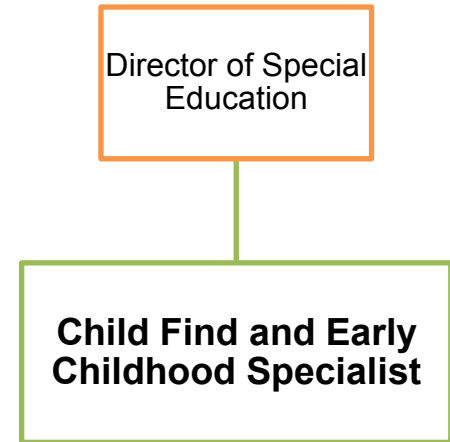 Director of Special
Education
Child Find and Early
Childhood Specialist